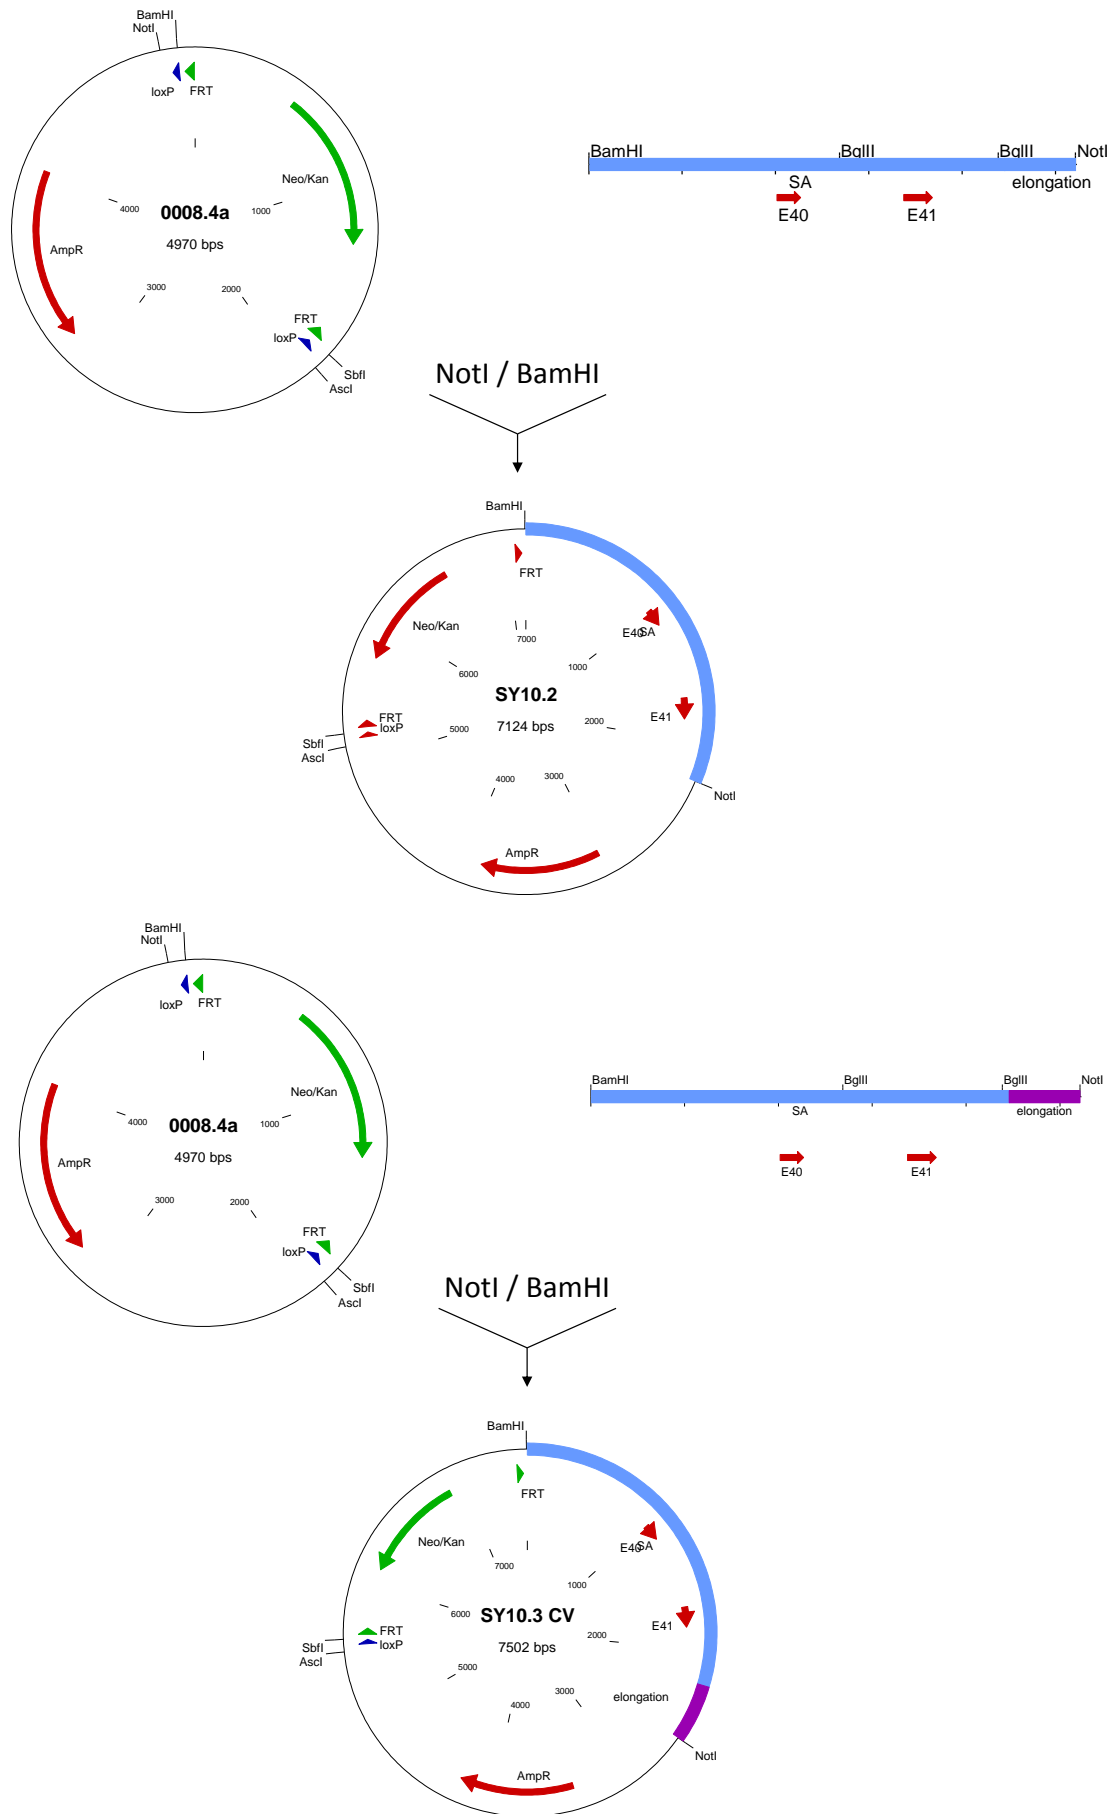 BamHI
NotI
loxP FRT
Neo/Kan
4000 1000
0008.4a
4970 bps
AmpR
3000 2000
FRT
loxP
SbfI
AscI
BamHI BglII BglII NotI
SA elongation
E40 E41
NotI / BamHI
BamHI
FRT
Neo/Kan
7000
E40 SA
6000 1000
SY10.2
7124 bps
FRT
loxP
E41
SbfI
AscI
5000 2000
4000 3000
NotI
AmpR
BamHI
NotI
loxP FRT
Neo/Kan
4000 1000
0008.4a
4970 bps
AmpR
3000 2000
FRT
loxP
SbfI
AscI
BamHI BglII BglII NotI
SA elongation
E40 E41
NotI / BamHI
BamHI
FRT
Neo/Kan
7000
E40 SA
1000
6000
SY10.3 CV
7502 bps
E41
FRT
loxP
SbfI
AscI
2000
5000
4000 3000
elongation
NotI
AmpR